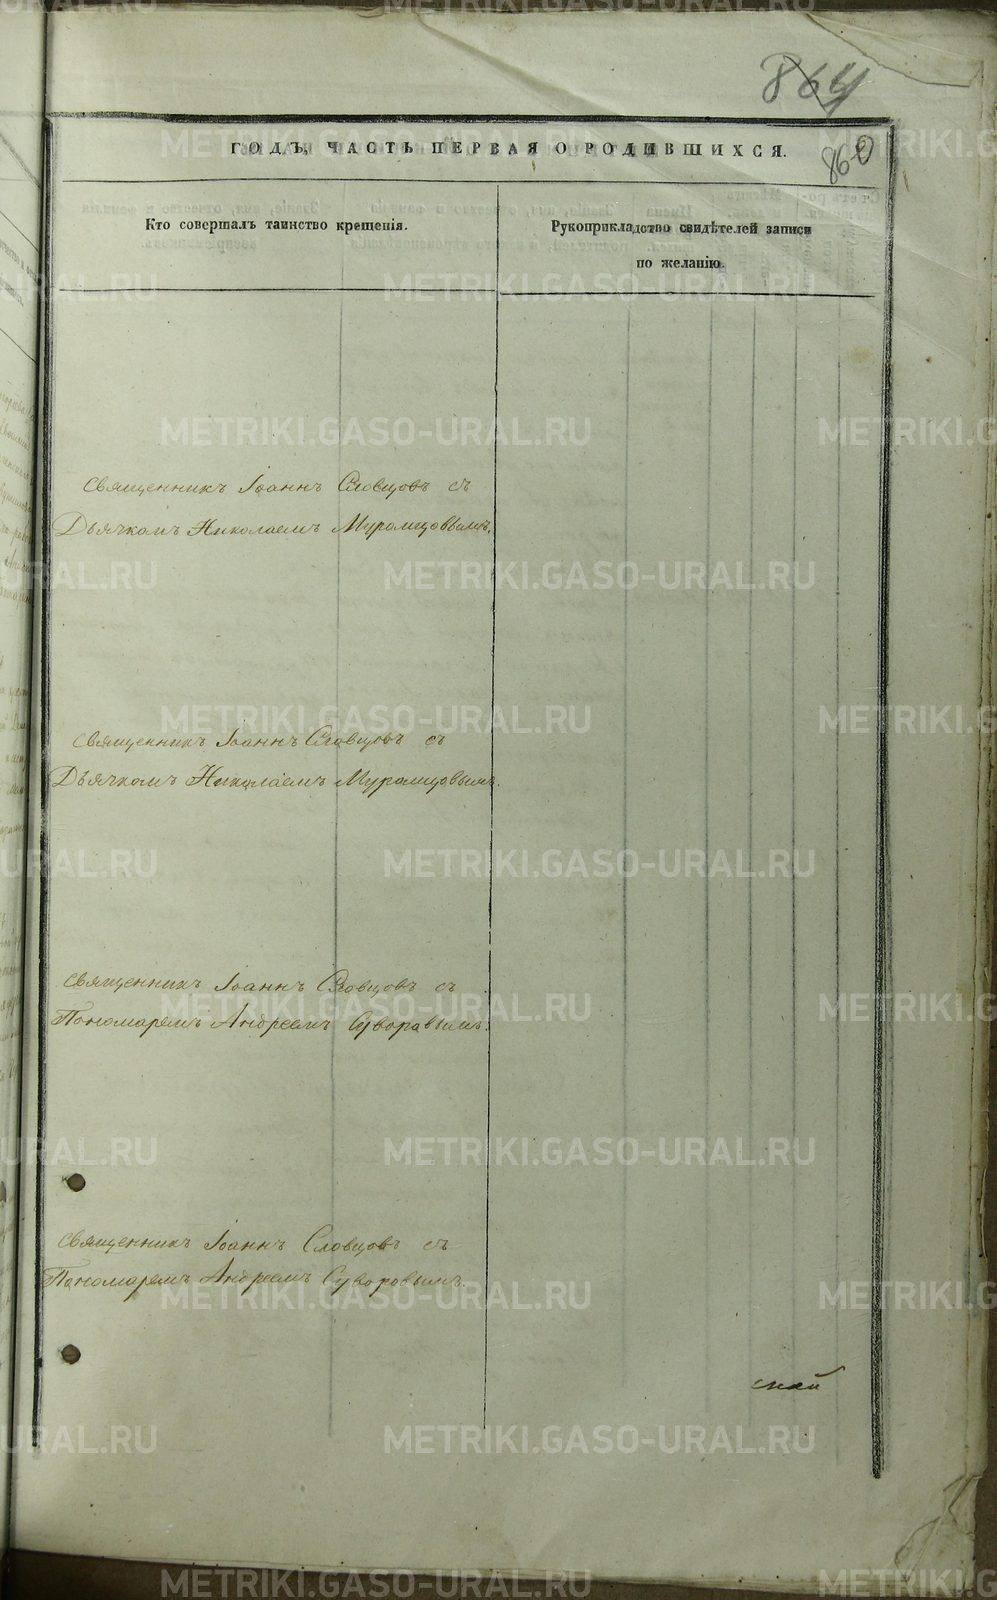 864
860
ГОДЪ, ЧАСТЬ ПЕРВАЯ О РОДИВШИХСЯ.
Кто совершалъ таинство крещенія.
Рукоприкладство свидѣтелей записи
по желанію.
Священникъ Іоаннъ Словцовъ съ
Дьячкомъ Николаемъ Муромцовымъ.
Священникъ Іоаннъ Словцовъ съ
Дьячкомъ Николаемъ Муромцовымъ.
Священникъ Іоаннъ Словцовъ съ
Пономаремъ Андреемъ Суворавымъ.
Священникъ Іоаннъ Словцовъ съ
Пономаремъ Андреемъ Суворовымъ.
METRIKI.GASO-URAL.RU